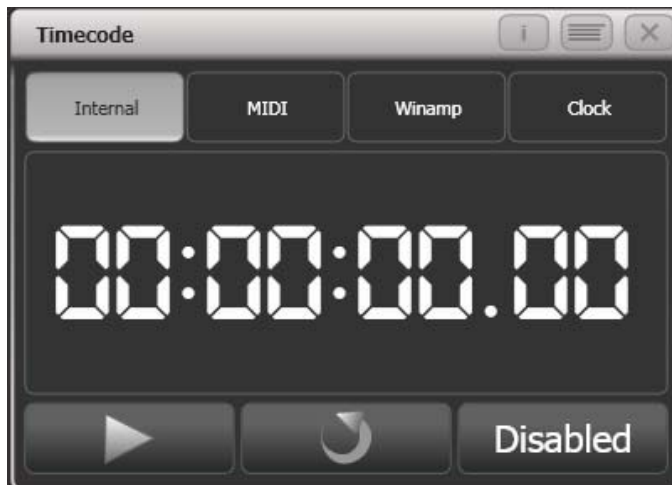 Timecode
i
Internal MIDI Winamp Clock
00:00:00.00
Disabled